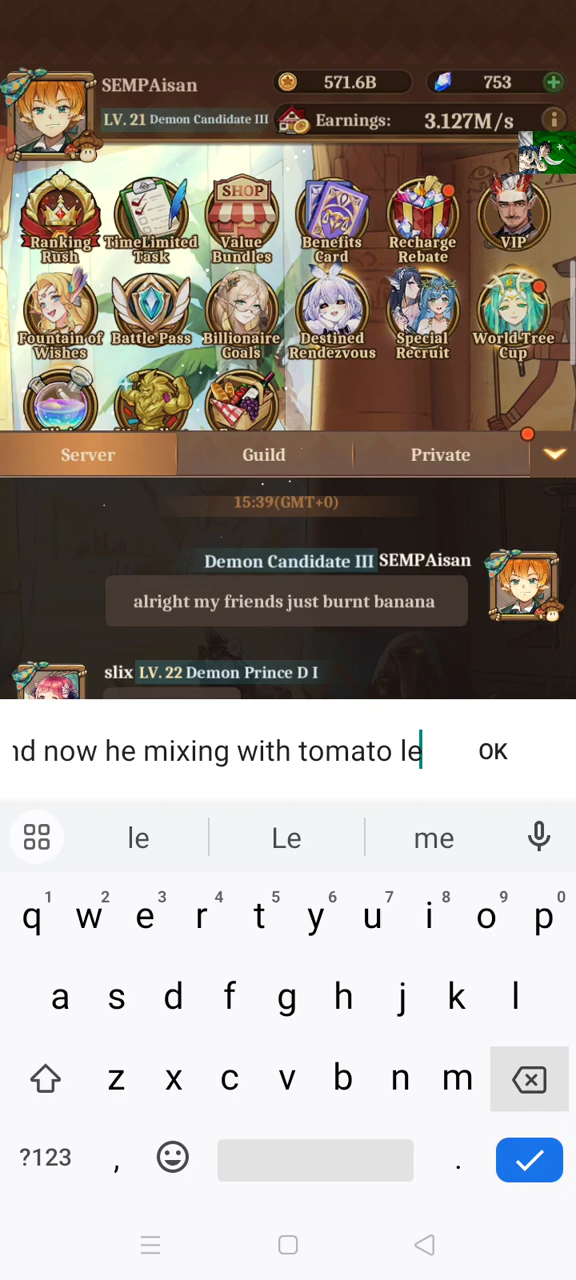 SEMPAisan
571.6B
753
LV. 21 Demon Candidate III
Earnings: 3.127M/s
SHOP
Ranking Rush
TimeLimited Task
Value Bundles
Benefits Card
Recharge Rebate
VIP
Fountain of Wishes
Battle Pass
Billionaire Goals
Destined Rendezvous
Special Recruit
World Tree Cup
Server
Guild
Private
15:39(GMT+0)
Demon Candidate III SEMPAisan
alright my friends just burnt banana
slix LV. 22 Demon Prince D I
nd now he mixing with tomato le
OK
le
Le
me
1 2 3 4 5 6 7 8 9 0
q w e r t y u i o p
a s d f g h j k l
z x c v b n m
?123 , .